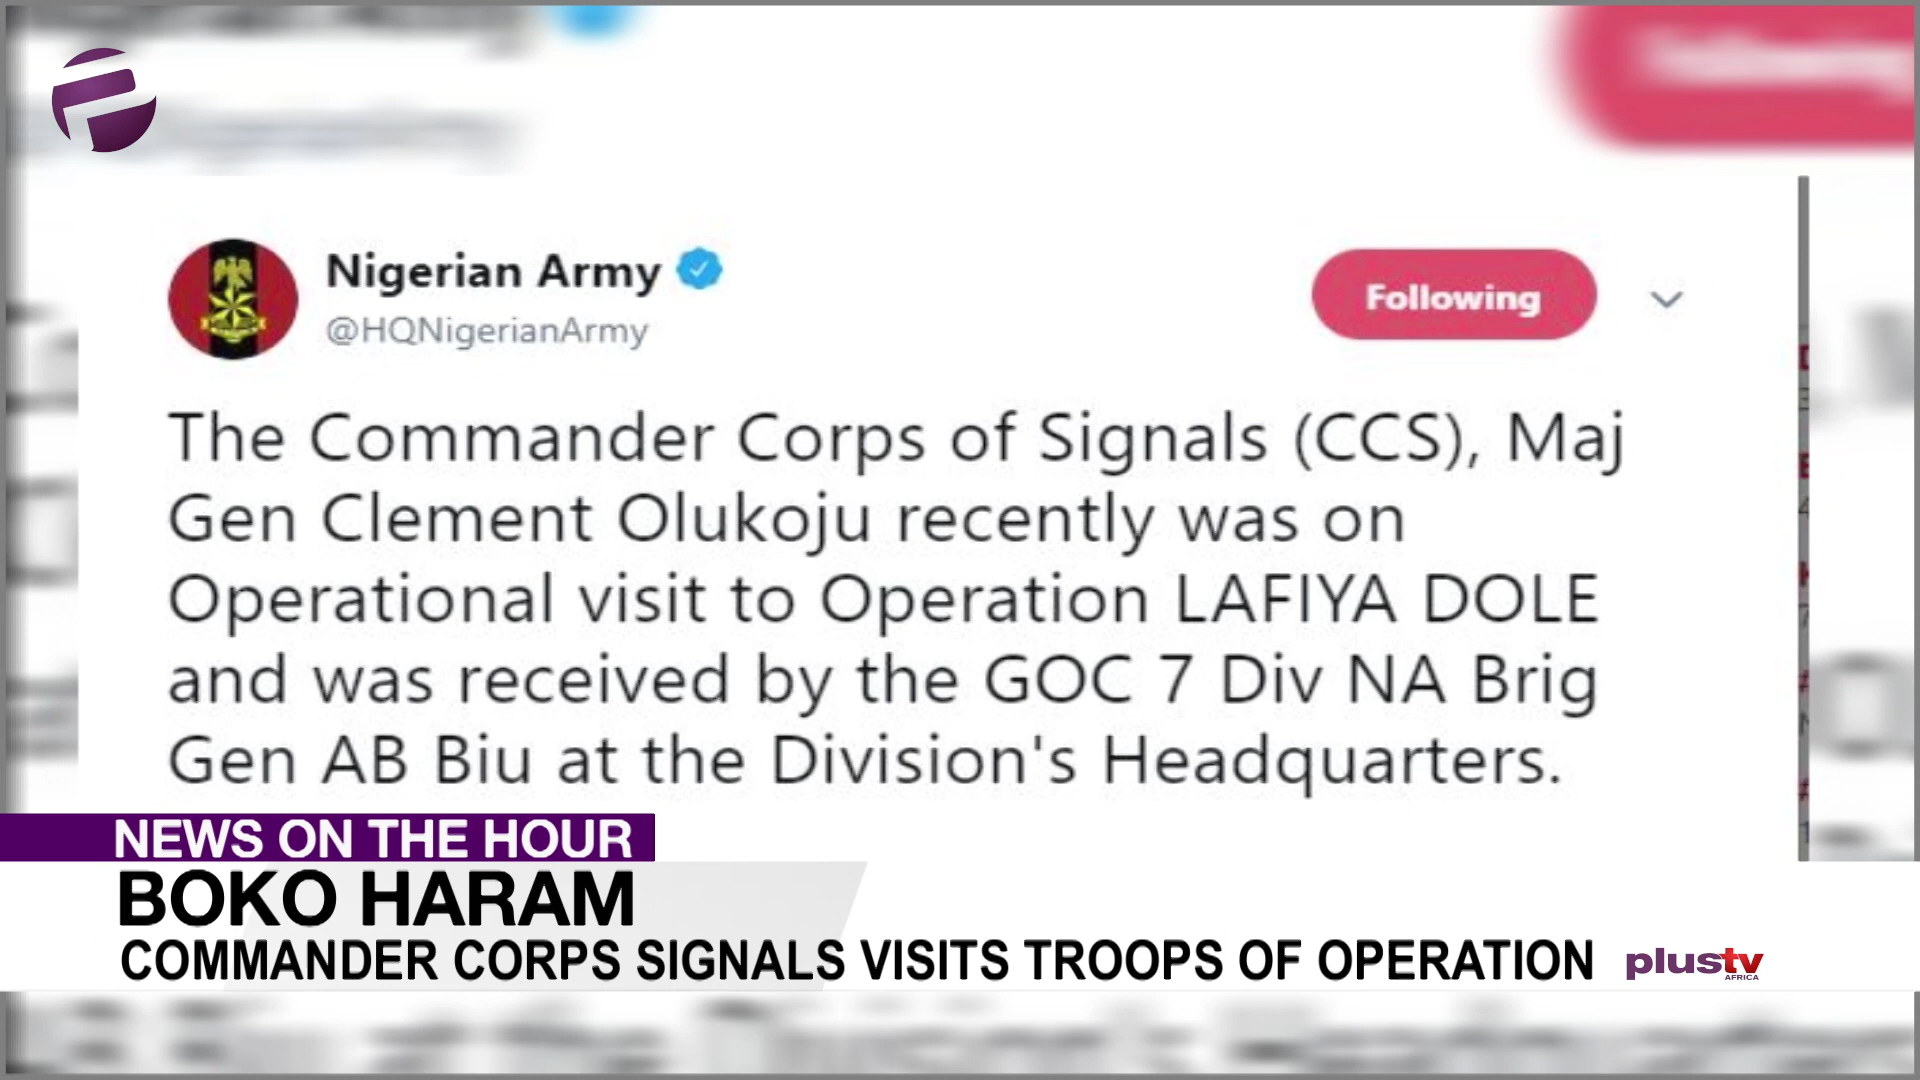 Nigerian Army
@HQNigerianArmy
Following
The Commander Corps of Signals (CCS), Maj
Gen Clement Olukoju recently was on
Operational visit to Operation LAFIYA DOLE
and was received by the GOC 7 Div NA Brig
Gen AB Biu at the Division's Headquarters.
NEWS ON THE HOUR
BOKO HARAM
COMMANDER CORPS SIGNALS VISITS TROOPS OF OPERATION
plustv
AFRICA